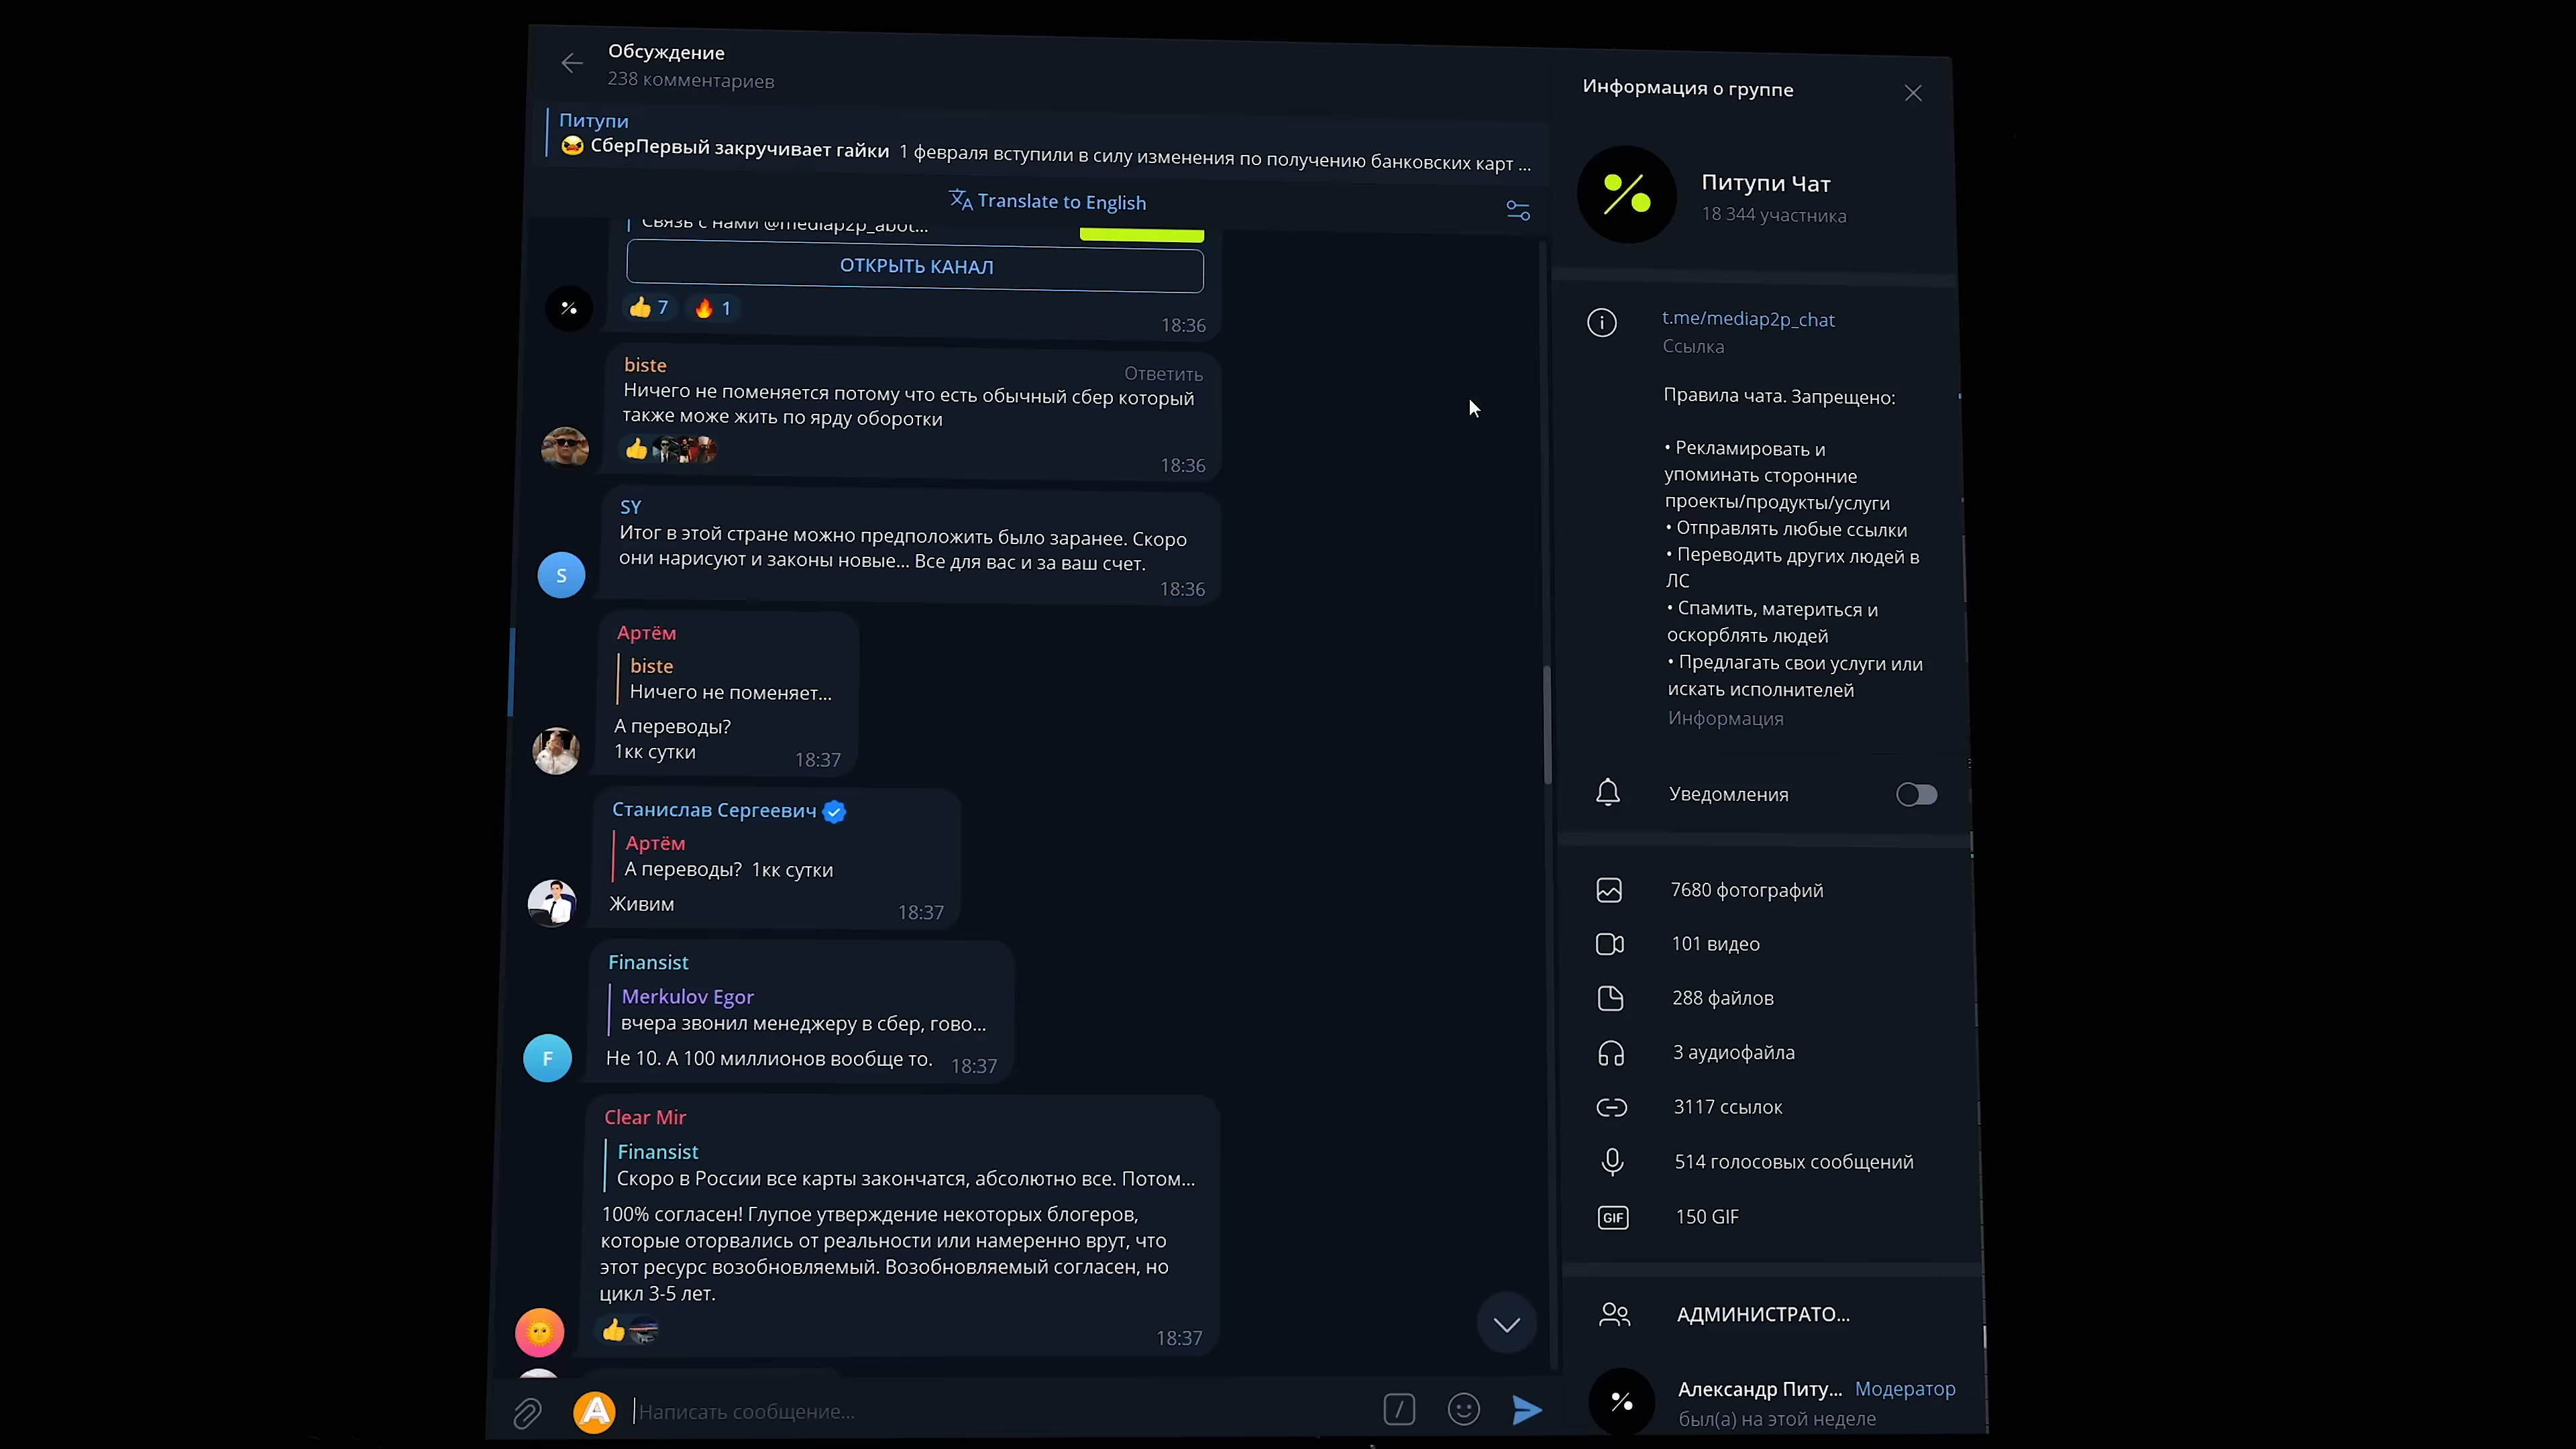 Обсуждение
238 комментариев
Питупи
СберПервый закручивает гайки 1 февраля вступили в силу изменения по получению банковских карт ...
Translate to English
Связь с нами @mediap2p_abot...
ОТКРЫТЬ КАНАЛ
7 1
18:36
biste
Ответить
Ничего не поменяется потому что есть обычный сбер который
также може жить по ярду оборотки
18:36
SY
Итог в этой стране можно предположить было заранее. Скоро
они нарисуют и законы новые... Все для вас и за ваш счет.
18:36
S
Артём
biste
Ничего не поменяет...
А переводы?
1кк сутки
18:37
Станислав Сергеевич
Артём
А переводы? 1кк сутки
Живим
18:37
Finansist
Merkulov Egor
вчера звонил менеджеру в сбер, гово...
Не 10. А 100 миллионов вообще то.
18:37
F
Clear Mir
Finansist
Скоро в России все карты закончатся, абсолютно все. Потом...
100% согласен! Глупое утверждение некоторых блогеров,
которые оторвались от реальности или намеренно врут, что
этот ресурс возобновляемый. Возобновляемый согласен, но
цикл 3-5 лет.
18:37
A
Написать сообщение...
Информация о группе
Питупи Чат
18 344 участника
t.me/mediap2p_chat
Ссылка
Правила чата. Запрещено:
• Рекламировать и
упоминать сторонние
проекты/продукты/услуги
• Отправлять любые ссылки
• Переводить других людей в
ЛС
• Спамить, материться и
оскорблять людей
• Предлагать свои услуги или
искать исполнителей
Информация
Уведомления
7680 фотографий
101 видео
288 файлов
3 аудиофайла
3117 ссылок
514 голосовых сообщений
GIF
150 GIF
АДМИНИСТРАТО...
Александр Питу... Модератор
был(а) на этой неделе